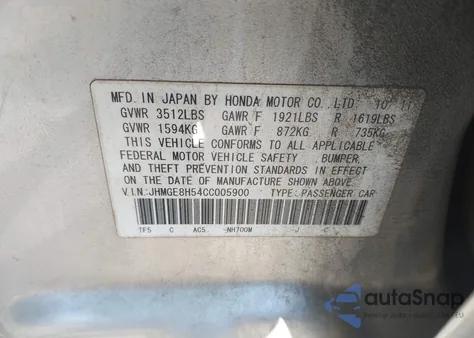 MFD. IN JAPAN BY HONDA MOTOR CO., LTD. 10 11
GVWR 3512LBS GAWR F 1921LBS R 1619LBS
GVWR 1594KG GAWR F 872KG R 735KG
THIS VEHICLE CONFORMS TO ALL APPLICABLE
FEDERAL MOTOR VEHICLE SAFETY, BUMPER,
AND THEFT PREVENTION STANDARDS IN EFFECT
ON THE DATE OF MANUFACTURE SHOWN ABOVE.
V.I.N:JHMGE8H54CC005900 TYPE:PASSENGER CAR
TF5 C AC5 NH700M J C
autoSnap